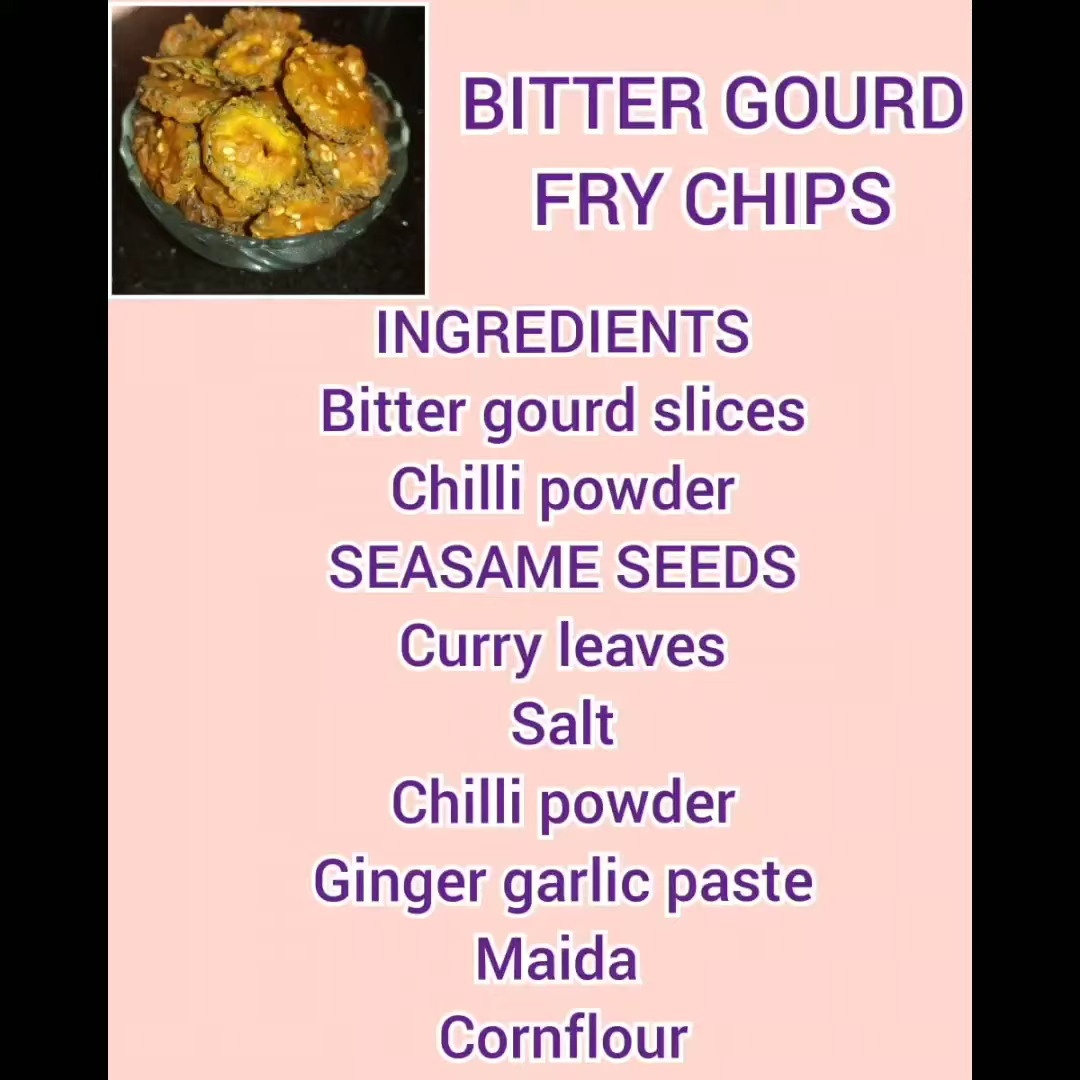 BITTER GOURD
FRY CHIPS
INGREDIENTS
Bitter gourd slices
Chilli powder
SEASAME SEEDS
Curry leaves
Salt
Chilli powder
Ginger garlic paste
Maida
Cornflour